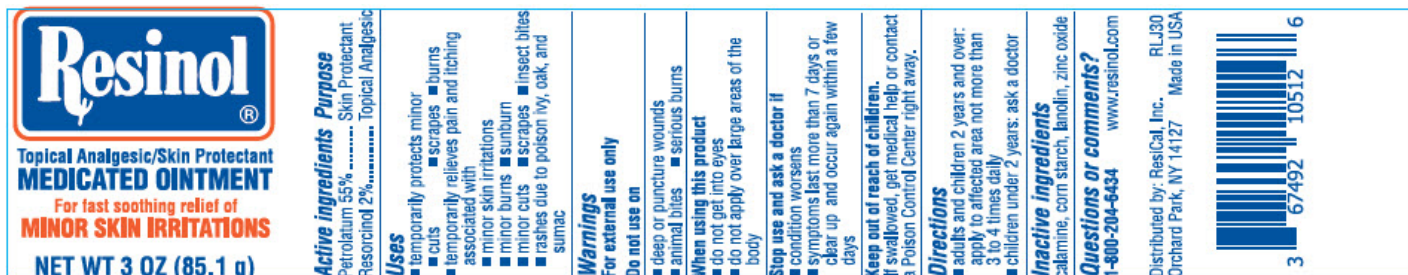 Resinol
®
Topical Analgesic/Skin Protectant
MEDICATED OINTMENT
For fast soothing relief of
MINOR SKIN IRRITATIONS
NET WT 3 OZ (85.1 g)
Active ingredients Purpose
Petrolatum 55%............ Skin Protectant
Resorcinol 2%............ Topical Analgesic
Uses
■ temporarily protects minor
■ cuts ■ scrapes ■ burns
■ temporarily relieves pain and itching
associated with
■ minor skin irritations
■ minor burns ■ sunburn
■ minor cuts ■ scrapes ■ insect bites
■ rashes due to poison ivy, oak, and
sumac
Warnings
For external use only
Do not use on
■ deep or puncture wounds
■ animal bites ■ serious burns
When using this product
■ do not get into eyes
■ do not apply over large areas of the
body
Stop use and ask a doctor if
■ condition worsens
■ symptoms last more than 7 days or
clear up and occur again within a few
days
Keep out of reach of children.
If swallowed, get medical help or contact
a Poison Control Center right away.
Directions
■ adults and children 2 years and over:
apply to affected area not more than
3 to 4 times daily
■ children under 2 years: ask a doctor
Inactive ingredients
calamine, corn starch, lanolin, zinc oxide
Questions or comments?
1-800-204-6434 www.resinol.com
Distributed by: ResiCal, Inc. RLJ30
Orchard Park, NY 14127 Made in USA
3 67492 10512 6